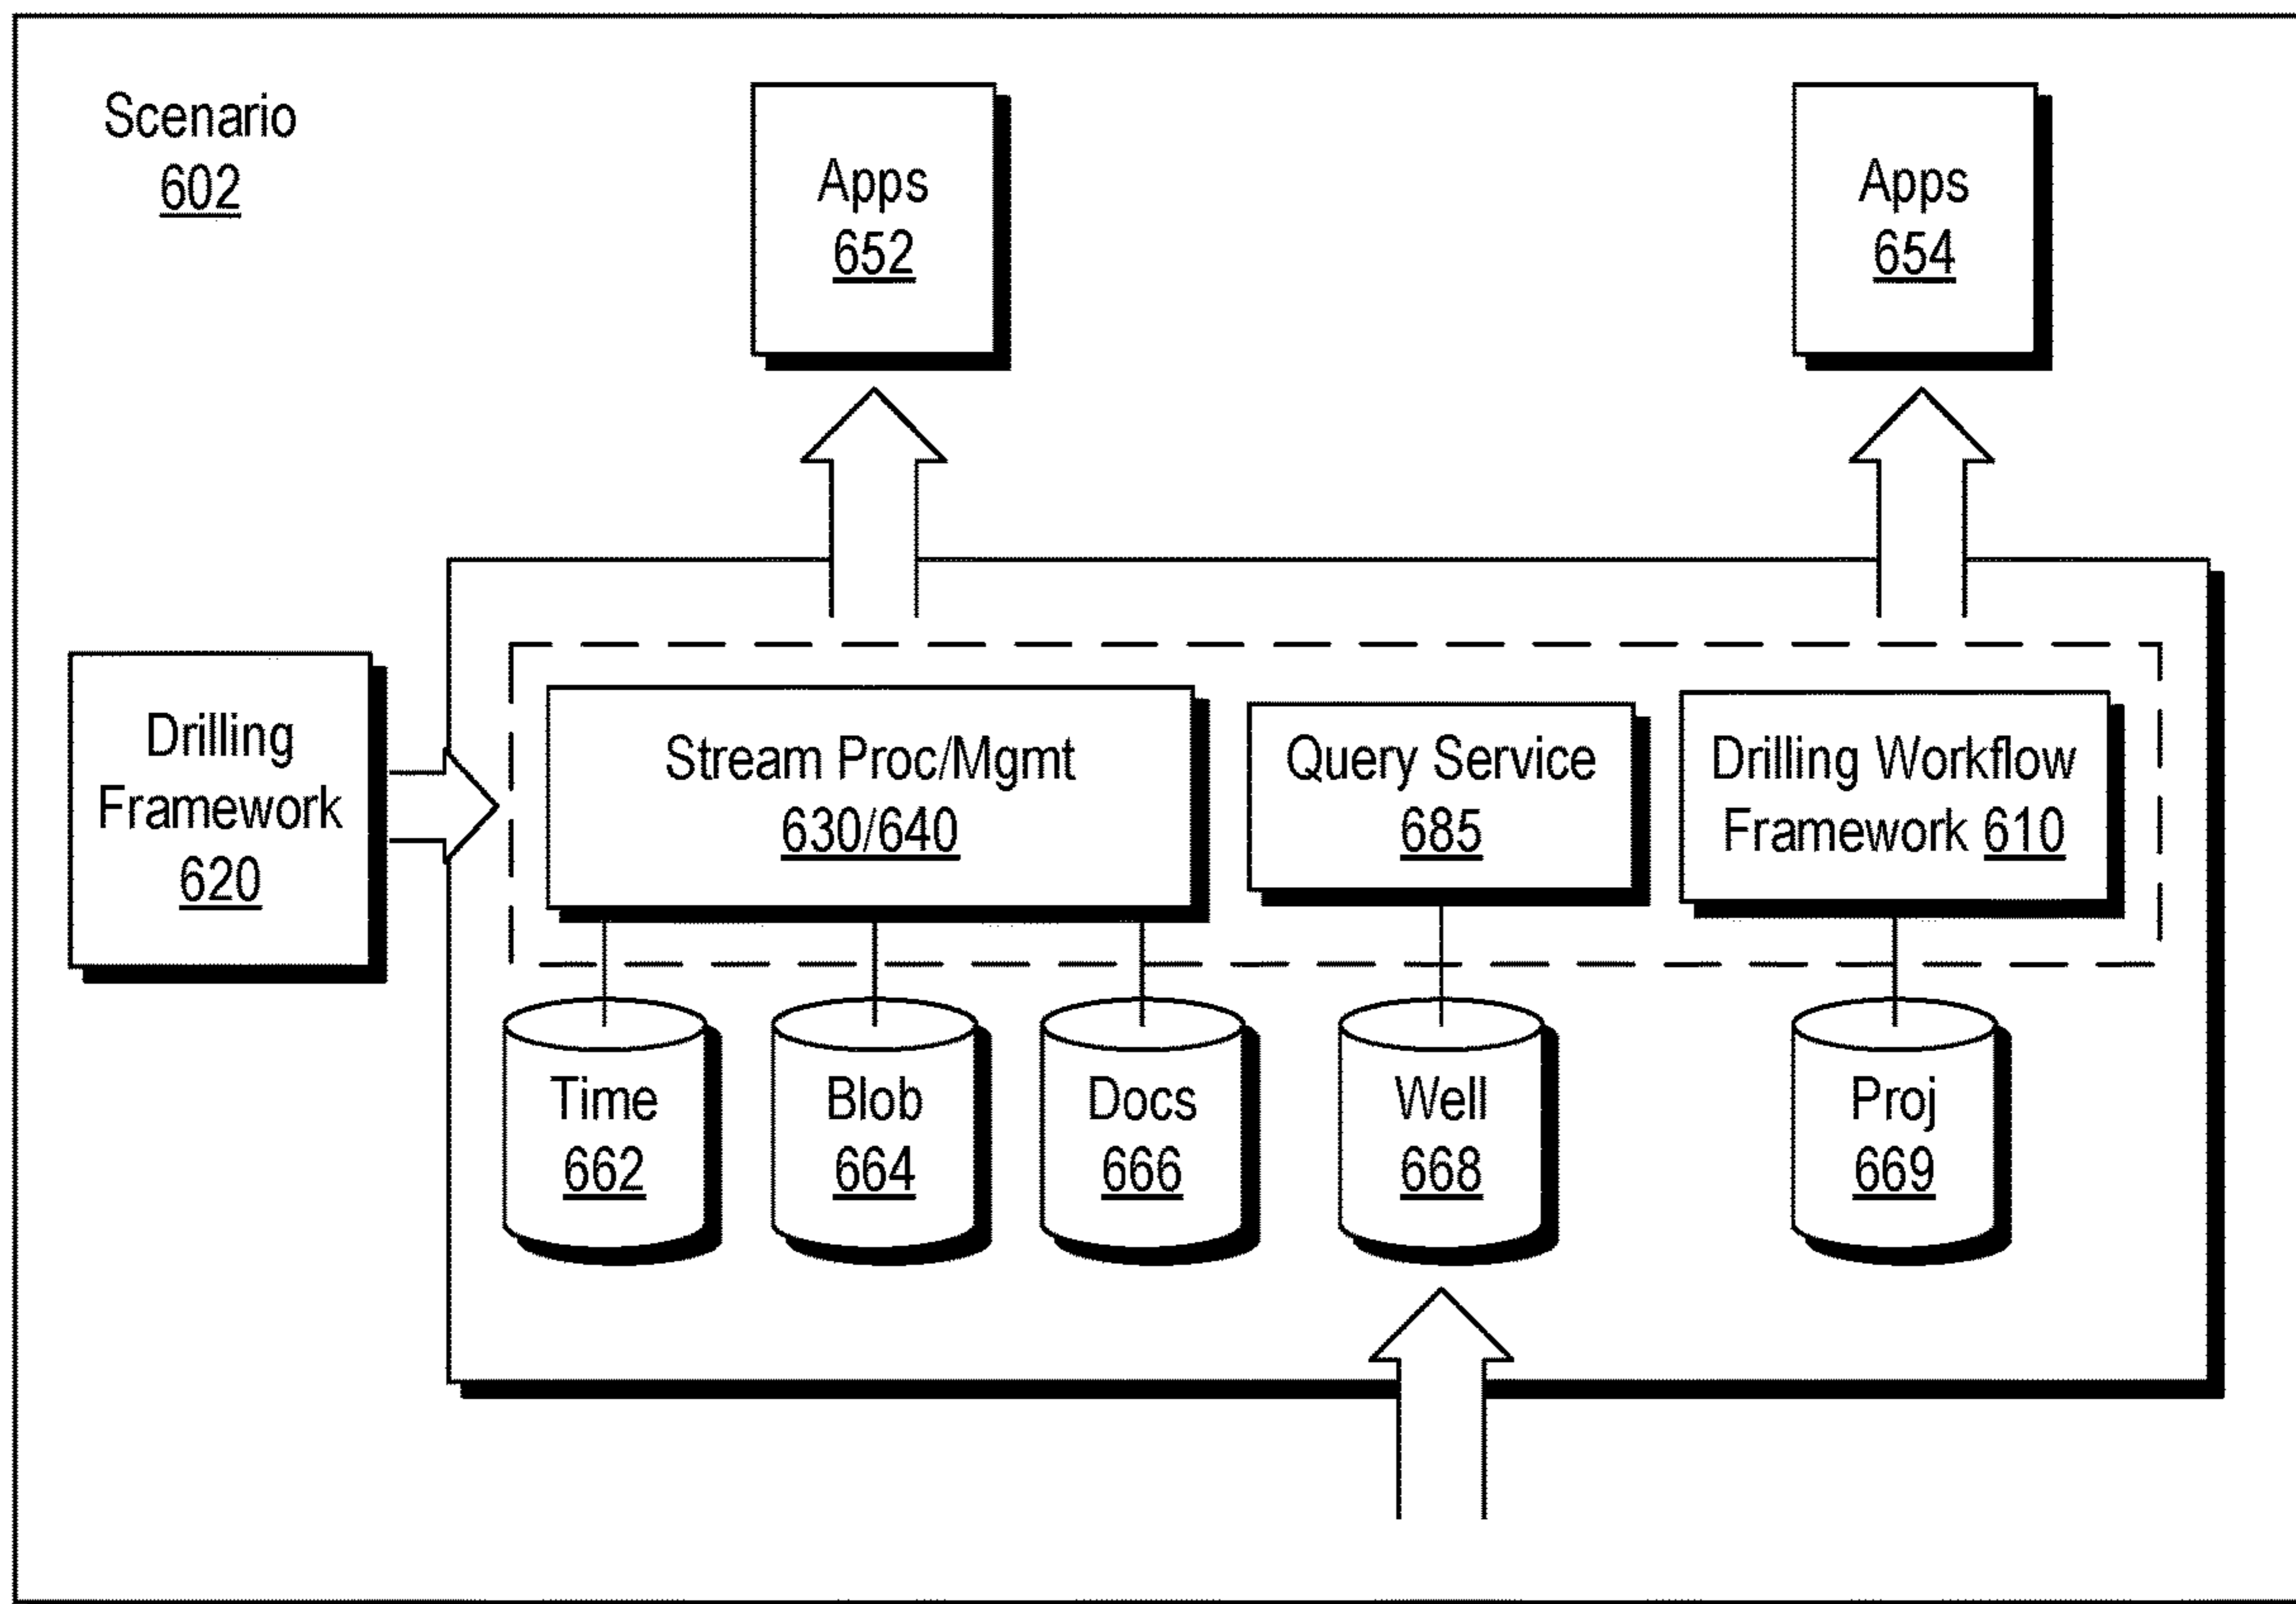 Scenario
602
Apps
652
Apps
654
Drilling
Framework
620
Stream Proc/Mgmt
630/640
Query Service
685
Drilling Workflow
Framework 610
Time
662
Blob
664
Docs
666
Well
668
Proj
669